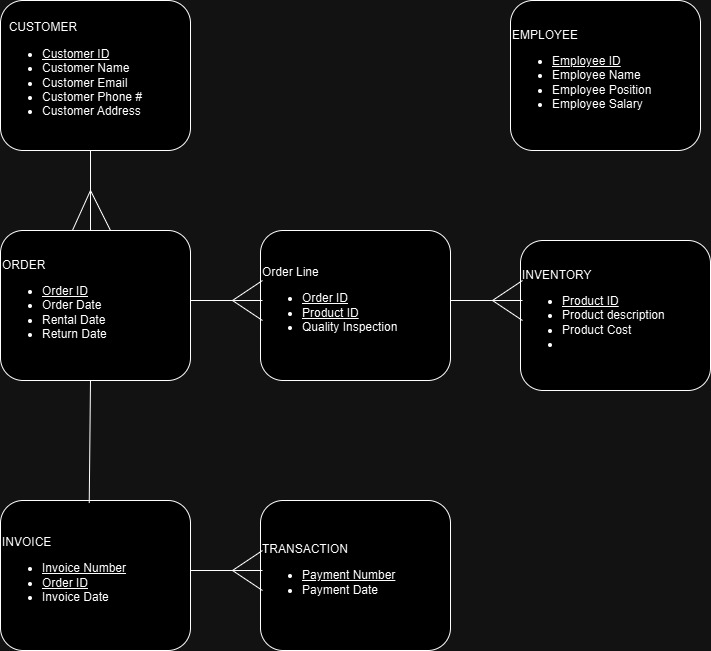 CUSTOMER
Customer ID
Customer Name
Customer Email
Customer Phone #
Customer Address
EMPLOYEE
Employee ID
Employee Name
Employee Position
Employee Salary
ORDER
Order ID
Order Date
Rental Date
Return Date
Order Line
Order ID
Product ID
Quality Inspection
INVENTORY
Product ID
Product description
Product Cost
INVOICE
Invoice Number
Order ID
Invoice Date
TRANSACTION
Payment Number
Payment Date